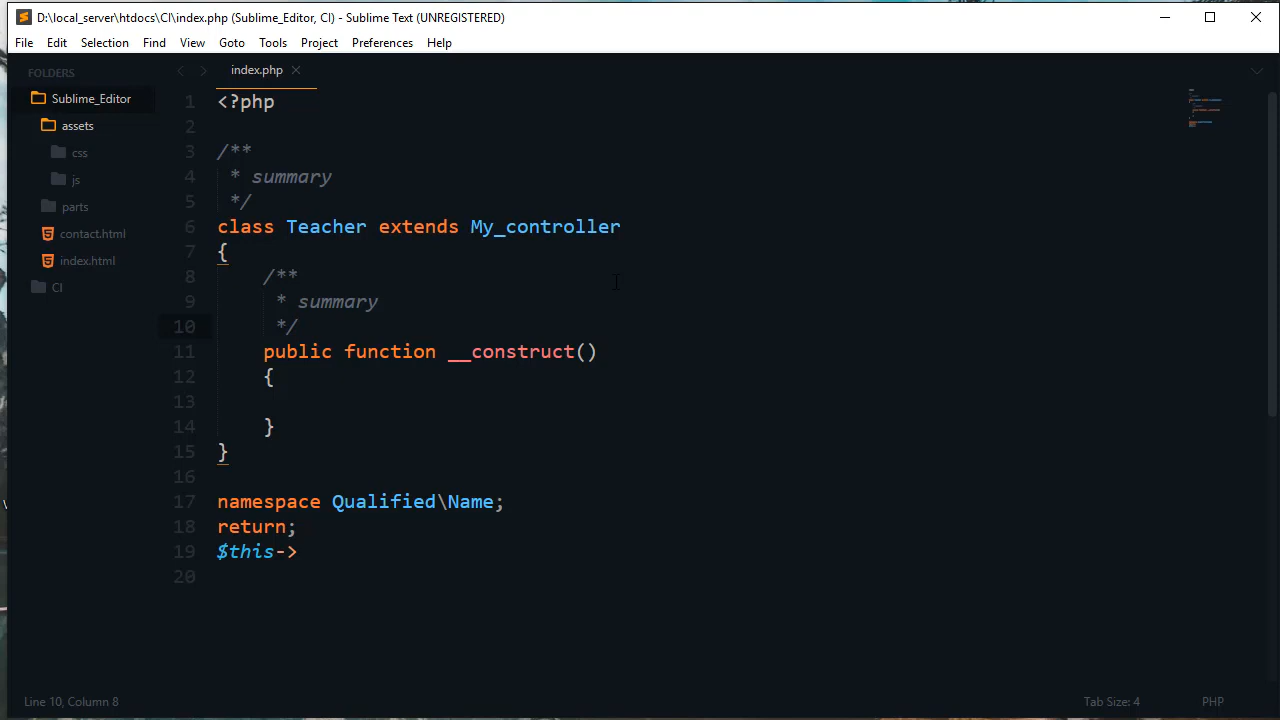 D:\local_server\htdocs\CI\index.php (Sublime_Editor, CI) - Sublime Text (UNREGISTERED)
File Edit Selection Find View Goto Tools Project Preferences Help
FOLDERS
Sublime_Editor
assets
css
js
parts
contact.html
index.html
CI
index.php
1 <?php
2
3 /**
4 * summary
5 */
6 class Teacher extends My_controller
7 {
8 /**
9 * summary
10 */
11 public function __construct()
12 {
13
14 }
15 }
16
17 namespace Qualified\Name;
18 return;
19 $this->
20
Line 10, Column 8
Tab Size: 4
PHP